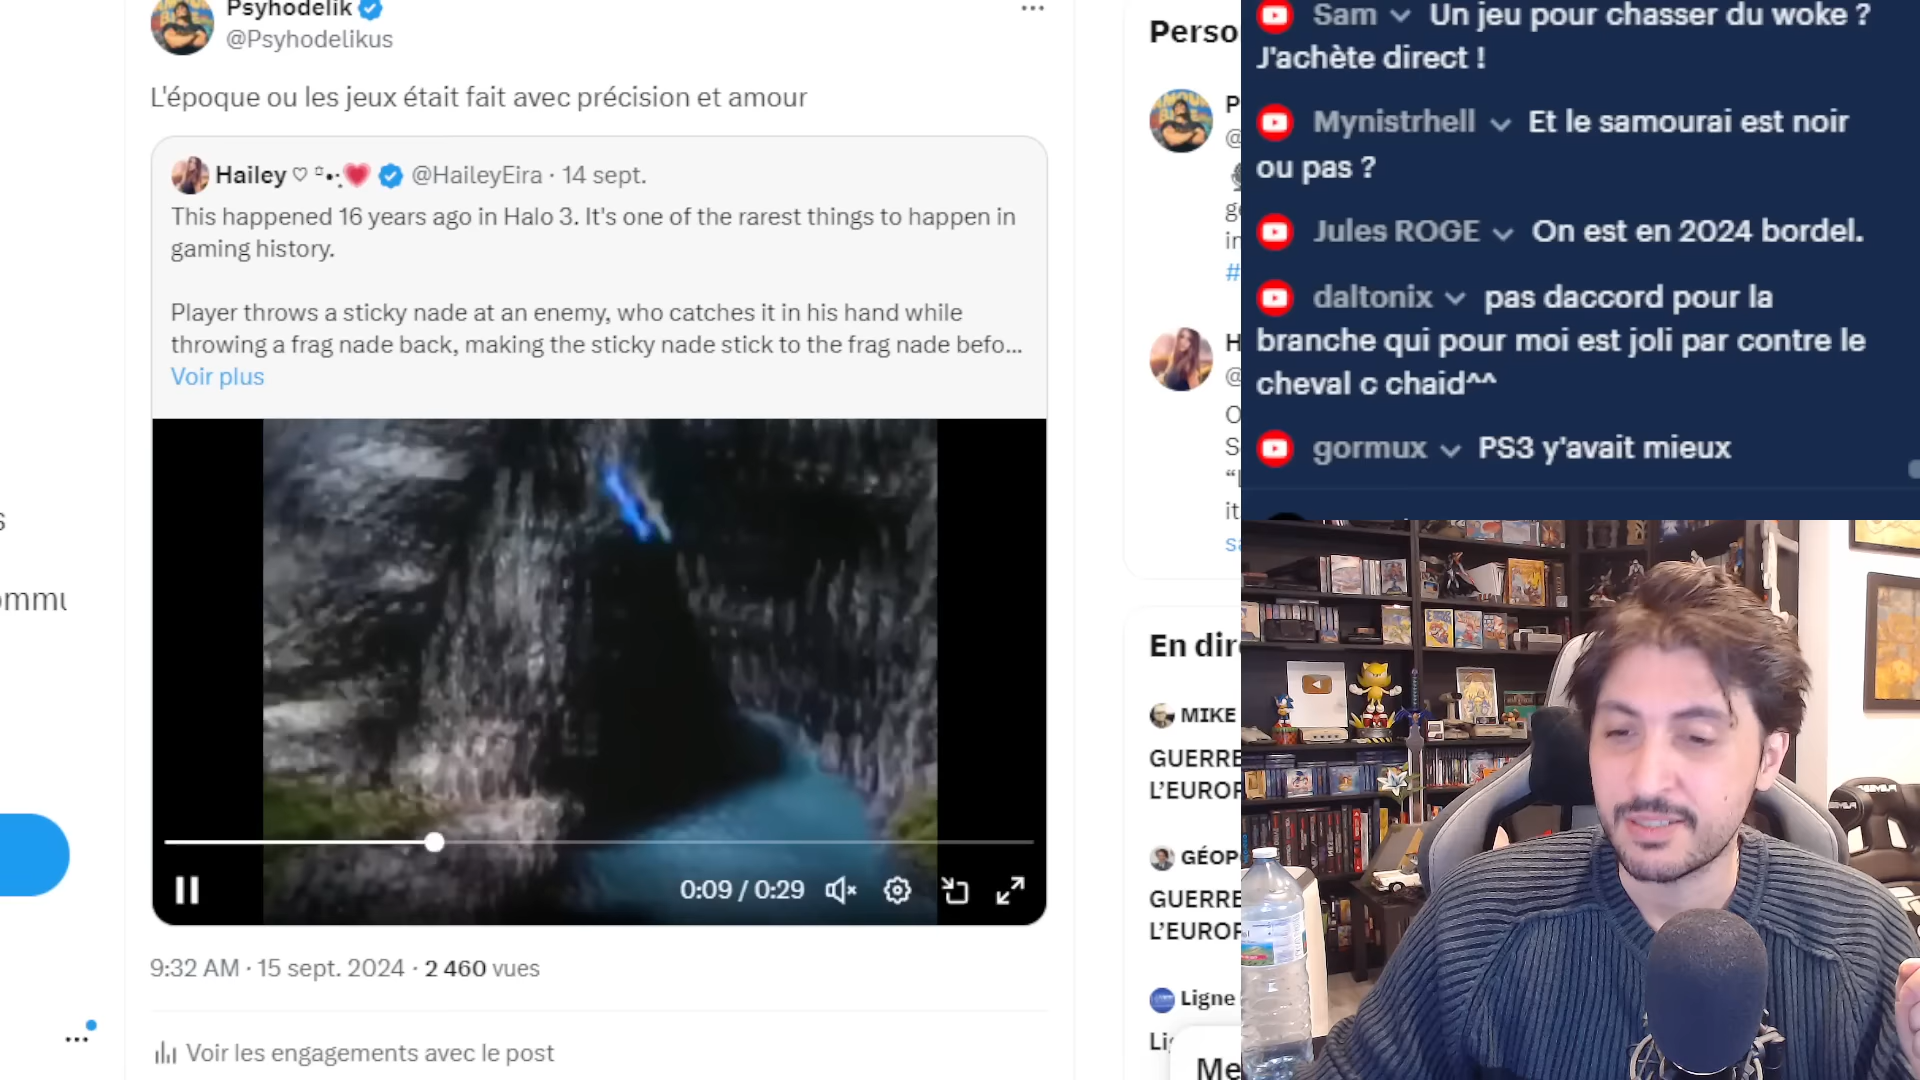 Psyhodelik
@Psyhodelikus
L'époque ou les jeux était fait avec précision et amour
Hailey ♡ @HaileyEira · 14 sept.
This happened 16 years ago in Halo 3. It's one of the rarest things to happen in
gaming history.
Player throws a sticky nade at an enemy, who catches it in his hand while
throwing a frag nade back, making the sticky nade stick to the frag nade befo...
Voir plus
0:09 / 0:29
9:32 AM · 15 sept. 2024 · 2 460 vues
Voir les engagements avec le post
Perso
P
@
#
H
@
En dir
MIKE
GUERRE
L'EUROP
GÉOP
GUERRE
L'EUROP
Ligne
Me
Sam Un jeu pour chasser du woke ?
J'achète direct !
Mynistrhell Et le samourai est noir
ou pas ?
Jules ROGE On est en 2024 bordel.
daltonix pas daccord pour la
branche qui pour moi est joli par contre le
cheval c chaid^^
gormux PS3 y'avait mieux